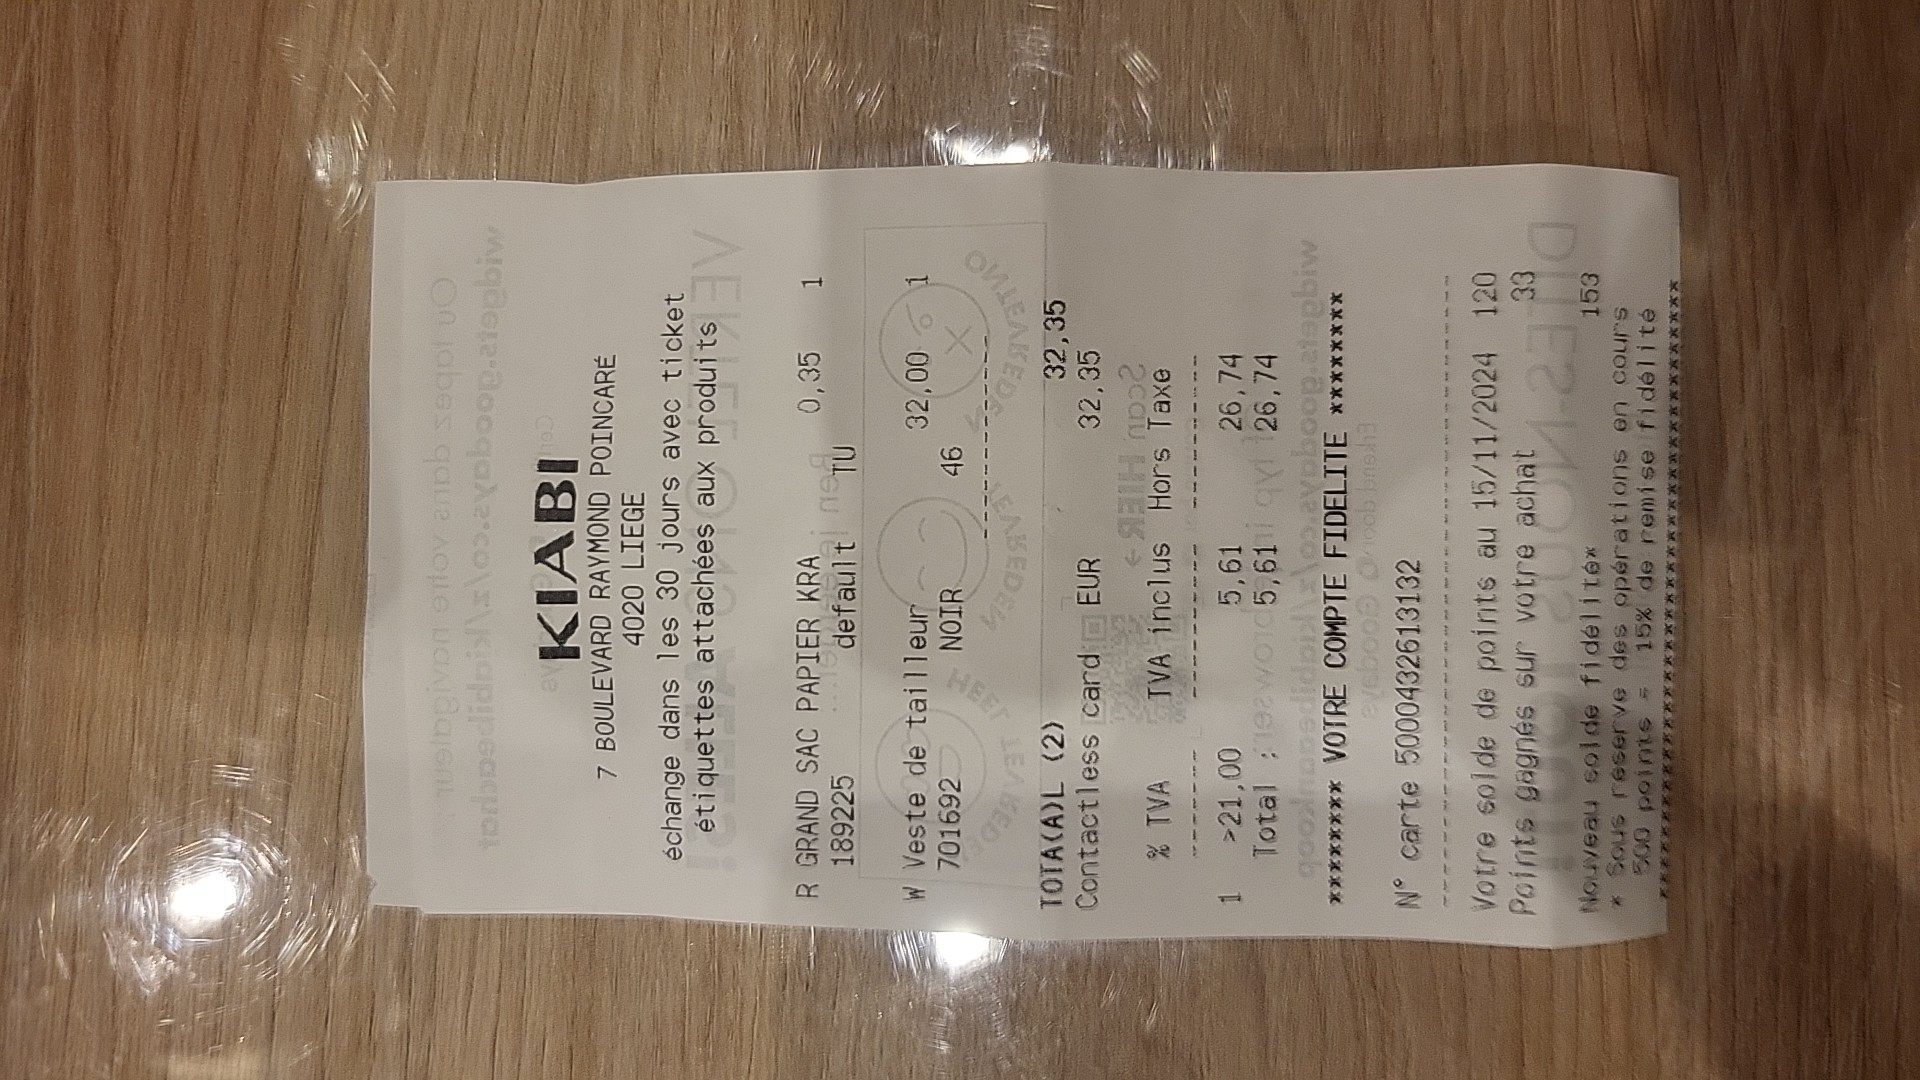 KIABI
7 BOULEVARD RAYMOND POINCARÉ
4020 LIEGE
échange dans les 30 jours avec ticket
étiquettes attachées aux produits
R GRAND SAC PAPIER KRA 0,35 1
189225 default TU
W Veste de tailleur 32,00 1
701692 NOIR 46
TOTA(A)L (2) 32,35
Contactless card EUR 32,35
% TVA TVA inclus Hors Taxe
1 >21,00 5,61 26,74
Total : 5,61 26,74
******** VOTRE COMPTE FIDELITE ********
N° carte 5000432613132
Votre solde de points au 15/11/2024 120
Points gagnés sur votre achat 33
Nouveau solde fidélité* 153
* Sous réserve des opérations en cours
500 points = 15% de remise fidélité